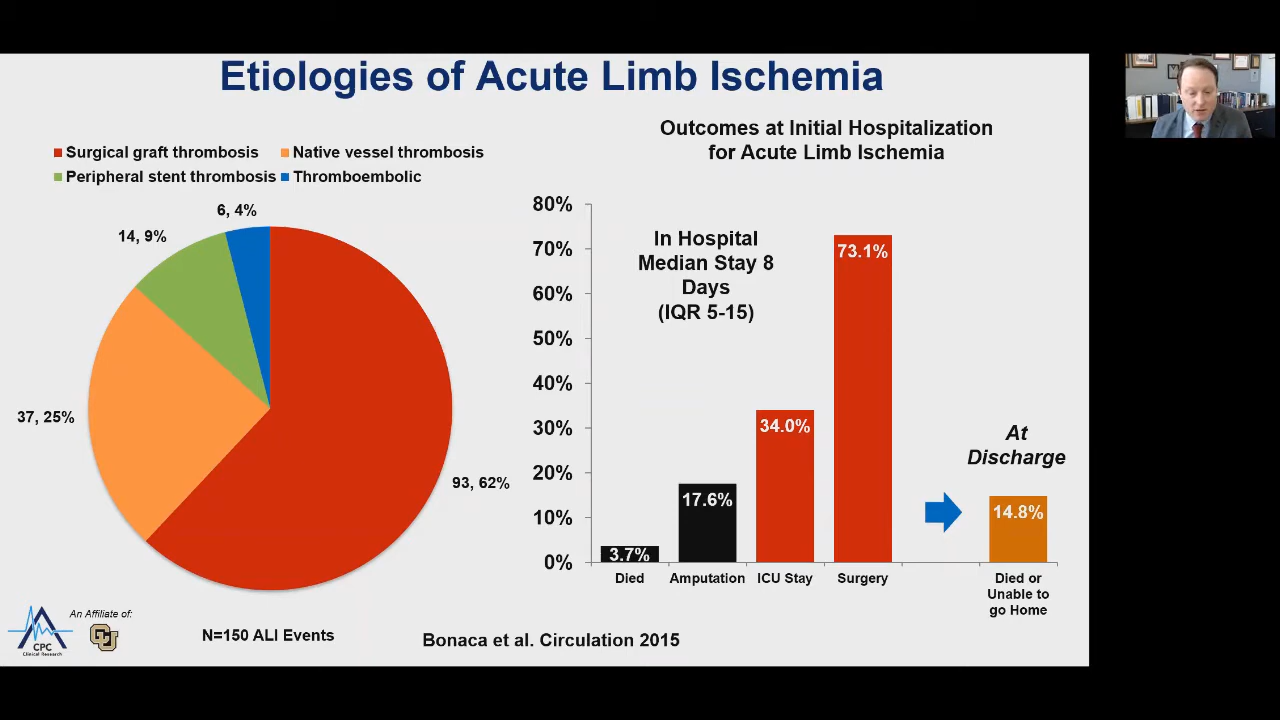 Etiologies of Acute Limb Ischemia
Surgical graft thrombosis
Native vessel thrombosis
Peripheral stent thrombosis
Thromboembolic
6, 4%
14, 9%
37, 25%
93, 62%
N=150 ALI Events
An Affiliate of:
CPC
Clinical Research
CU
Outcomes at Initial Hospitalization
for Acute Limb Ischemia
80%
70%
60%
50%
40%
30%
20%
10%
0%
In Hospital
Median Stay 8
Days
(IQR 5-15)
3.7%
17.6%
34.0%
73.1%
At
Discharge
14.8%
Died
Amputation
ICU Stay
Surgery
Died or
Unable to
go Home
Bonaca et al. Circulation 2015